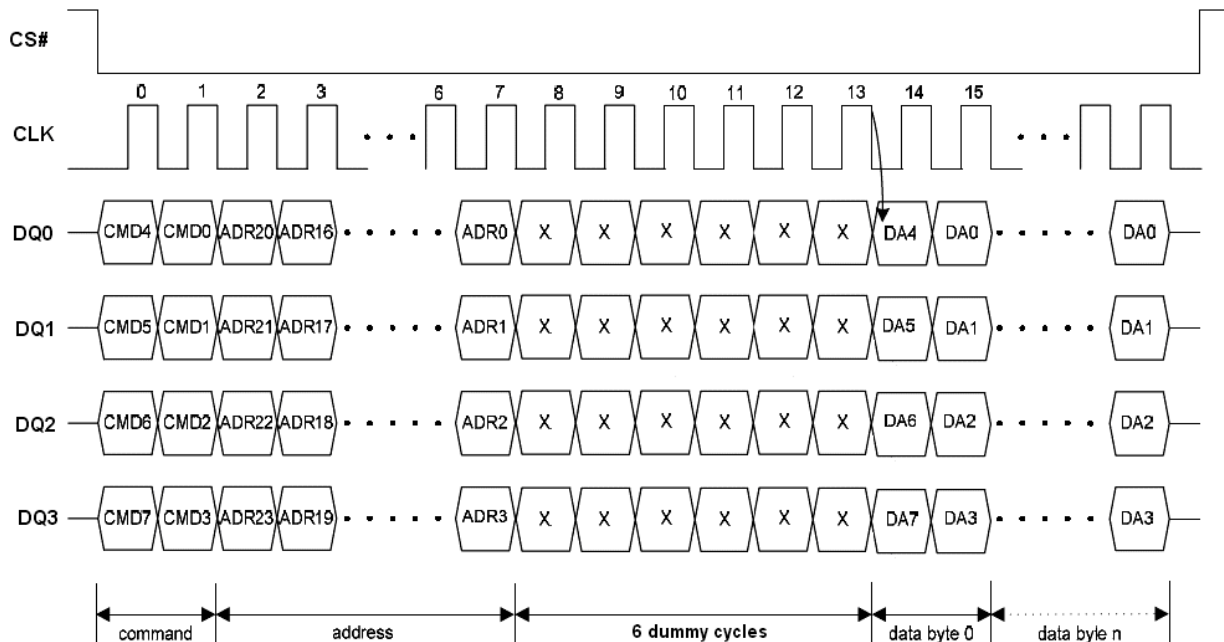 CS#
0 1 2 3 6 7 8 9 10 11 12 13 14 15
CLK
DQ0 CMD4 CMD0 ADR20 ADR16 ADR0 X X X X X X DA4 DA0 DA0
DQ1 CMD5 CMD1 ADR21 ADR17 ADR1 X X X X X X DA5 DA1 DA1
DQ2 CMD6 CMD2 ADR22 ADR18 ADR2 X X X X X X DA6 DA2 DA2
DQ3 CMD7 CMD3 ADR23 ADR19 ADR3 X X X X X X DA7 DA3 DA3
command address 6 dummy cycles data byle 0 data byle n